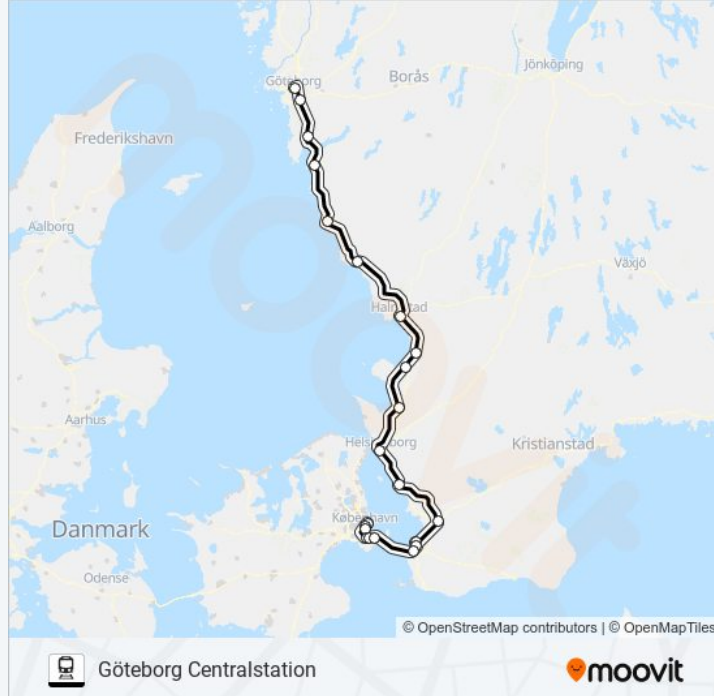 Göteborg
Borås
Jönköping
Frederikshavn
Aalborg
Växjö
Halmstad
Aarhus
Helsingborg
Kristianstad
København
Danmark
Odense
© OpenStreetMap contributors | © OpenMapTiles
Göteborg Centralstation
moovit